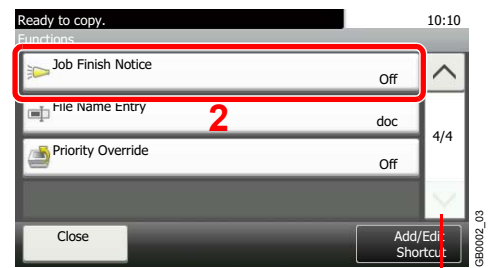 Ready to copy. 10:10
Functions
Job Finish Notice
Off
File Name Entry
doc
2
4/4
Priority Override
Off
Close
Add/Edit
Shortcut
GB0002_03